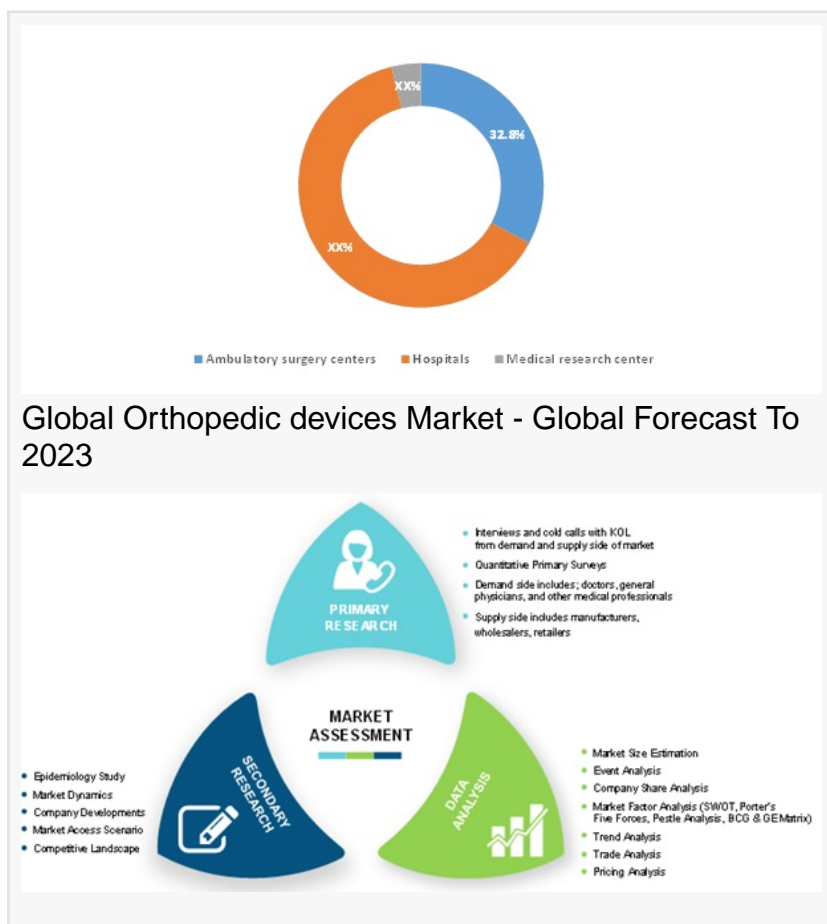 XX%
32.8%
XX%
Ambulatory surgery centers Hospitals Medical research center
Global Orthopedic devices Market - Global Forecast To
2023
Interviews and cold calls with KOL
from demand and supply side of market
Quantitative Primary Surveys
Demand side includes; doctors, general
physicians, and other medical professionals
Supply side includes manufacturers,
wholesalers, retailers
PRIMARY
RESEARCH
MARKET
ASSESSMENT
SECONDARY
RESEARCH
Epidemiology Study
Market Dynamics
Company Developments
Market Access Scenario
Competitive Landscape
DATA
ANALYSIS
Market Size Estimation
Event Analysis
Company Share Analysis
Market Factor Analysis (SWOT, Porter's
Five Forces, Pestle Analysis, BCG & GE Matrix)
Trend Analysis
Trade Analysis
Pricing Analysis